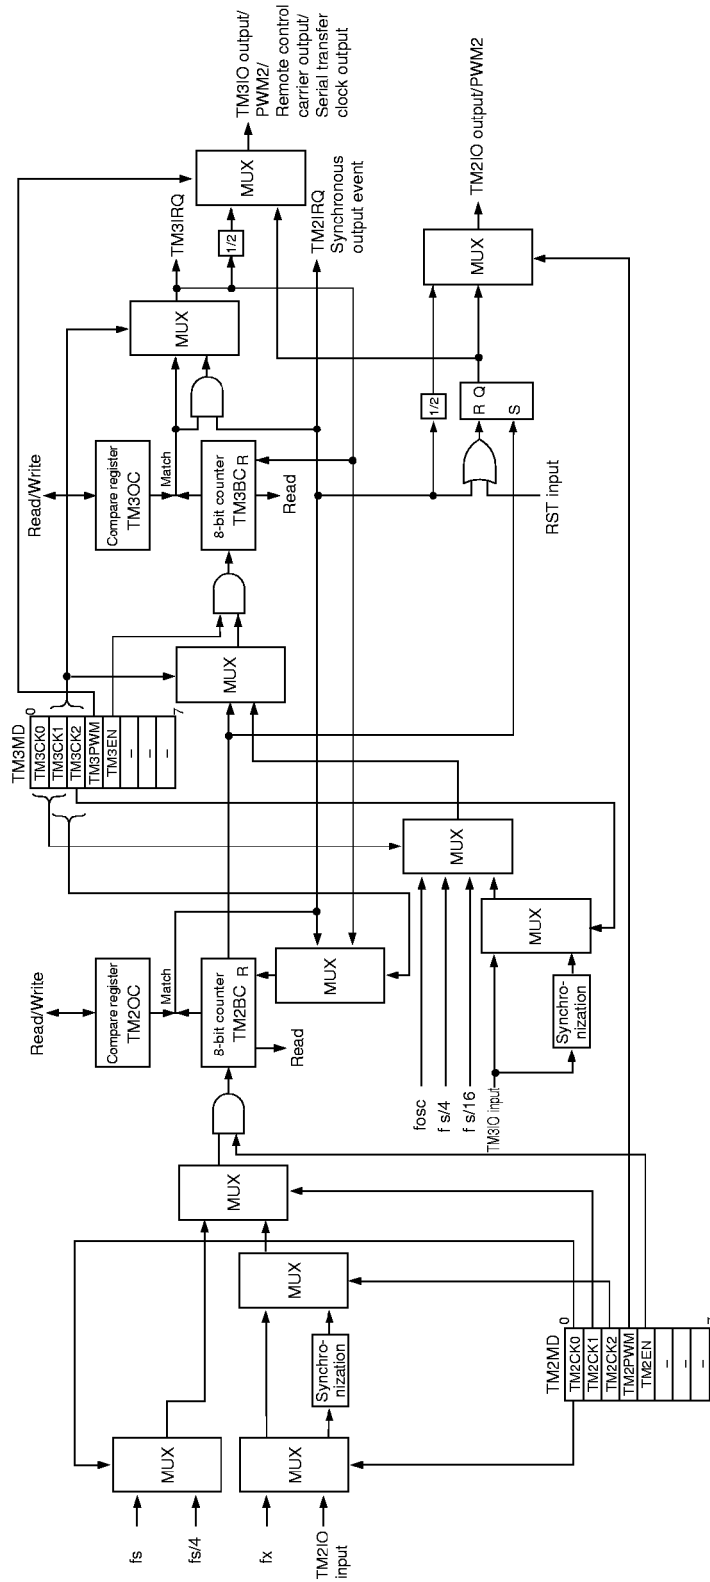 TM3IO output/
PWM2/
Remote control
carrier output/
Serial transfer
clock output
TM3IRQ
TM2IRQ
Synchronous
output event
TM2IO output/PWM2
MUX
1/2
MUX
MUX
1/2
R Q
S
RST input
Read/Write
Compare register
TM3OC
Match
8-bit counter
TM3BC R
Read
MUX
TM3MD
0
TM3CK0
TM3CK1
TM3CK2
TM3PWM
TM3EN
–
–
–
7
MUX
MUX
Synchro-
nization
fosc
f s/4
f s/16
TM3IO input
Read/Write
Compare register
TM2OC
Match
8-bit counter
TM2BC R
Read
MUX
MUX
MUX
Synchro-
nization
MUX
MUX
fs
fs/4
fx
TM2IO
input
TM2MD
0
TM2CK0
TM2CK1
TM2CK2
TM2PWM
TM2EN
–
–
–